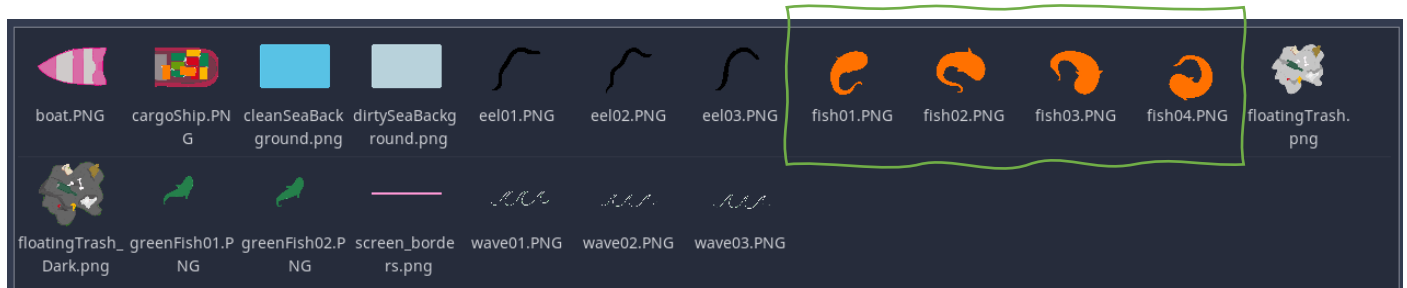 boat.PNG cargoShip.PN cleanSeaBack dirtySeaBackg eel01.PNG eel02.PNG eel03.PNG fish01.PNG fish02.PNG fish03.PNG fish04.PNG floatingTrash.
G ground.png round.png png
floatingTrash_ greenFish01.P greenFish02.P screen_borde wave01.PNG wave02.PNG wave03.PNG
Dark.png NG NG rs.png